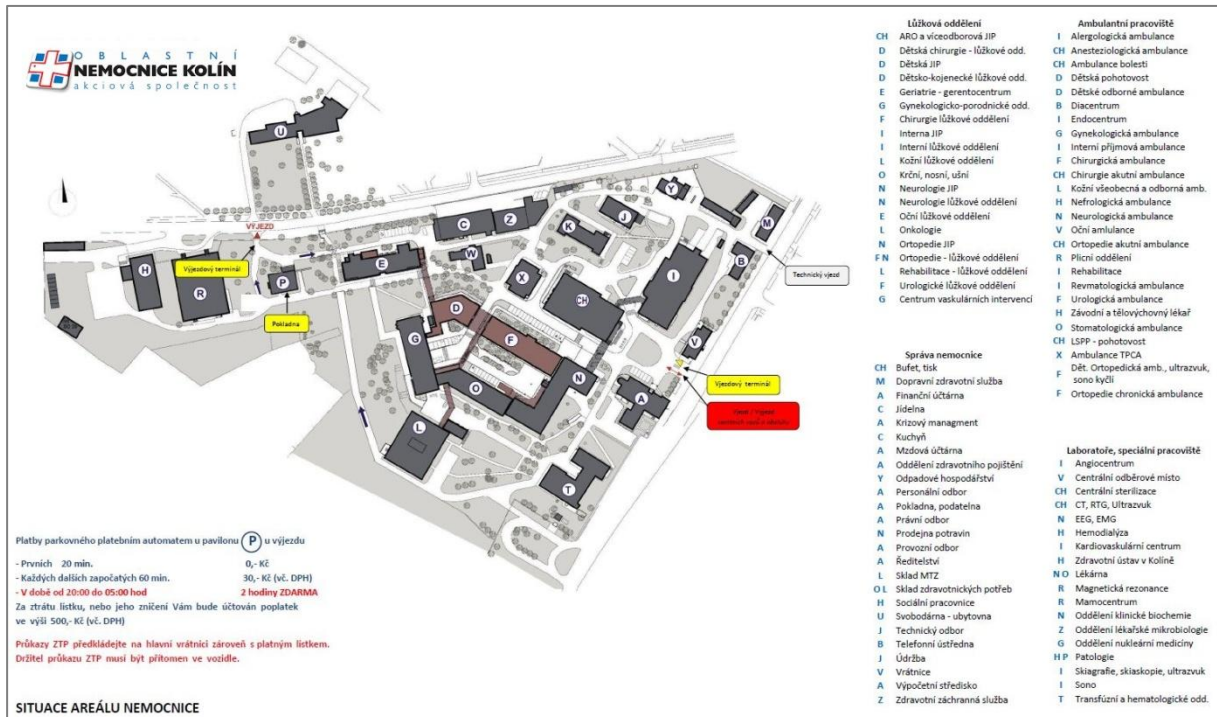 OBLASTNÍ
NEMOCNICE KOLÍN
akciová společnost
U
VÝJEZD
Výjezdový terminál
H
R
P
Pokladna
E
C
Z
W
K
J
Y
M
B
Technický vjezd
X
CH
I
D
G
F
V
N
O
A
Vjezdový terminál
L
T
Platby parkovného platebním automatem u pavilonu P u výjezdu
- Prvních 20 min. 0,- Kč
- Každých dalších započatých 60 min. 30,- Kč (vč. DPH)
- V době od 20:00 do 05:00 hod 2 hodiny ZDARMA
Za ztrátu lístku, nebo jeho zničení Vám bude účtován poplatek
ve výši 500,- Kč (vč. DPH)
Průkazy ZTP předkládejte na hlavní vrátnici zároveň s platným lístkem.
Držitel průkazu ZTP musí být přítomen ve vozidle.
SITUACE AREÁLU NEMOCNICE
Lůžková oddělení
CH ARO a víceodborová JIP
D Dětská chirurgie - lůžkové odd.
D Dětská JIP
D Dětsko-kojenecké lůžkové odd.
E Geriatrie - gerentocentrum
G Gynekologicko-porodnické odd.
F Chirurgie lůžkové oddělení
I Interna JIP
I Interní lůžkové oddělení
L Kožní lůžkové oddělení
O Krční, nosní, ušní
N Neurologie JIP
N Neurologie lůžkové oddělení
E Oční lůžkové oddělení
L Onkologie
N Ortopedie JIP
F N Ortopedie - lůžkové oddělení
L Rehabilitace - lůžkové oddělení
F Urologické lůžkové oddělení
G Centrum vaskulárních intervencí
Správa nemocnice
CH Bufet, tisk
M Dopravní zdravotní služba
A Finanční účtárna
C Jídelna
A Krizový managment
C Kuchyň
A Mzdová účtárna
A Oddělení zdravotního pojištění
Y Odpadové hospodářství
A Personální odbor
A Pokladna, podatelna
A Právní odbor
N Prodejna potravin
A Provozní odbor
A Ředitelství
L Sklad MTZ
O L Sklad zdravotnických potřeb
H Sociální pracovnice
U Svobodárna - ubytovna
J Technický odbor
B Telefonní ústředna
J Údržba
V Vrátnice
A Výpočetní středisko
Z Zdravotní záchranná služba
Ambulantní pracoviště
I Alergologická ambulance
CH Anesteziologická ambulance
CH Ambulance bolesti
D Dětská pohotovost
D Dětské odborné ambulance
B Diacentrum
I Endocentrum
G Gynekologická ambulance
I Interní příjmová ambulance
F Chirurgická ambulance
CH Chirurgie akutní ambulance
L Kožní všeobecná a odborná amb.
H Nefrologická ambulance
N Neurologická ambulance
V Oční amlulance
CH Ortopedie akutní ambulance
R Plicní oddělení
I Rehabilitace
I Revmatologická ambulance
F Urologická ambulance
H Závodní a tělovýchovný lékař
O Stomatologická ambulance
CH LSPP - pohotovost
X Ambulance TPCA
F Dět. Ortopedická amb., ultrazvuk,
sono kyčlí
F Ortopedie chronická ambulance
Laboratoře, speciální pracoviště
I Angiocentrum
V Centrální odběrové místo
CH Centrální sterilizace
CH CT, RTG, Ultrazvuk
N EEG, EMG
H Hemodialýza
I Kardiovaskulární centrum
H Zdravotní ústav v Kolíně
N O Lékárna
R Magnetická rezonance
R Mamocentrum
N Oddělení klinické biochemie
Z Oddělení lékařské mikrobiologie
G Oddělení nukleární medicíny
H P Patologie
I Skiagrafie, skiaskopie, ultrazvuk
I Sono
T Transfúzní a hematologické odd.